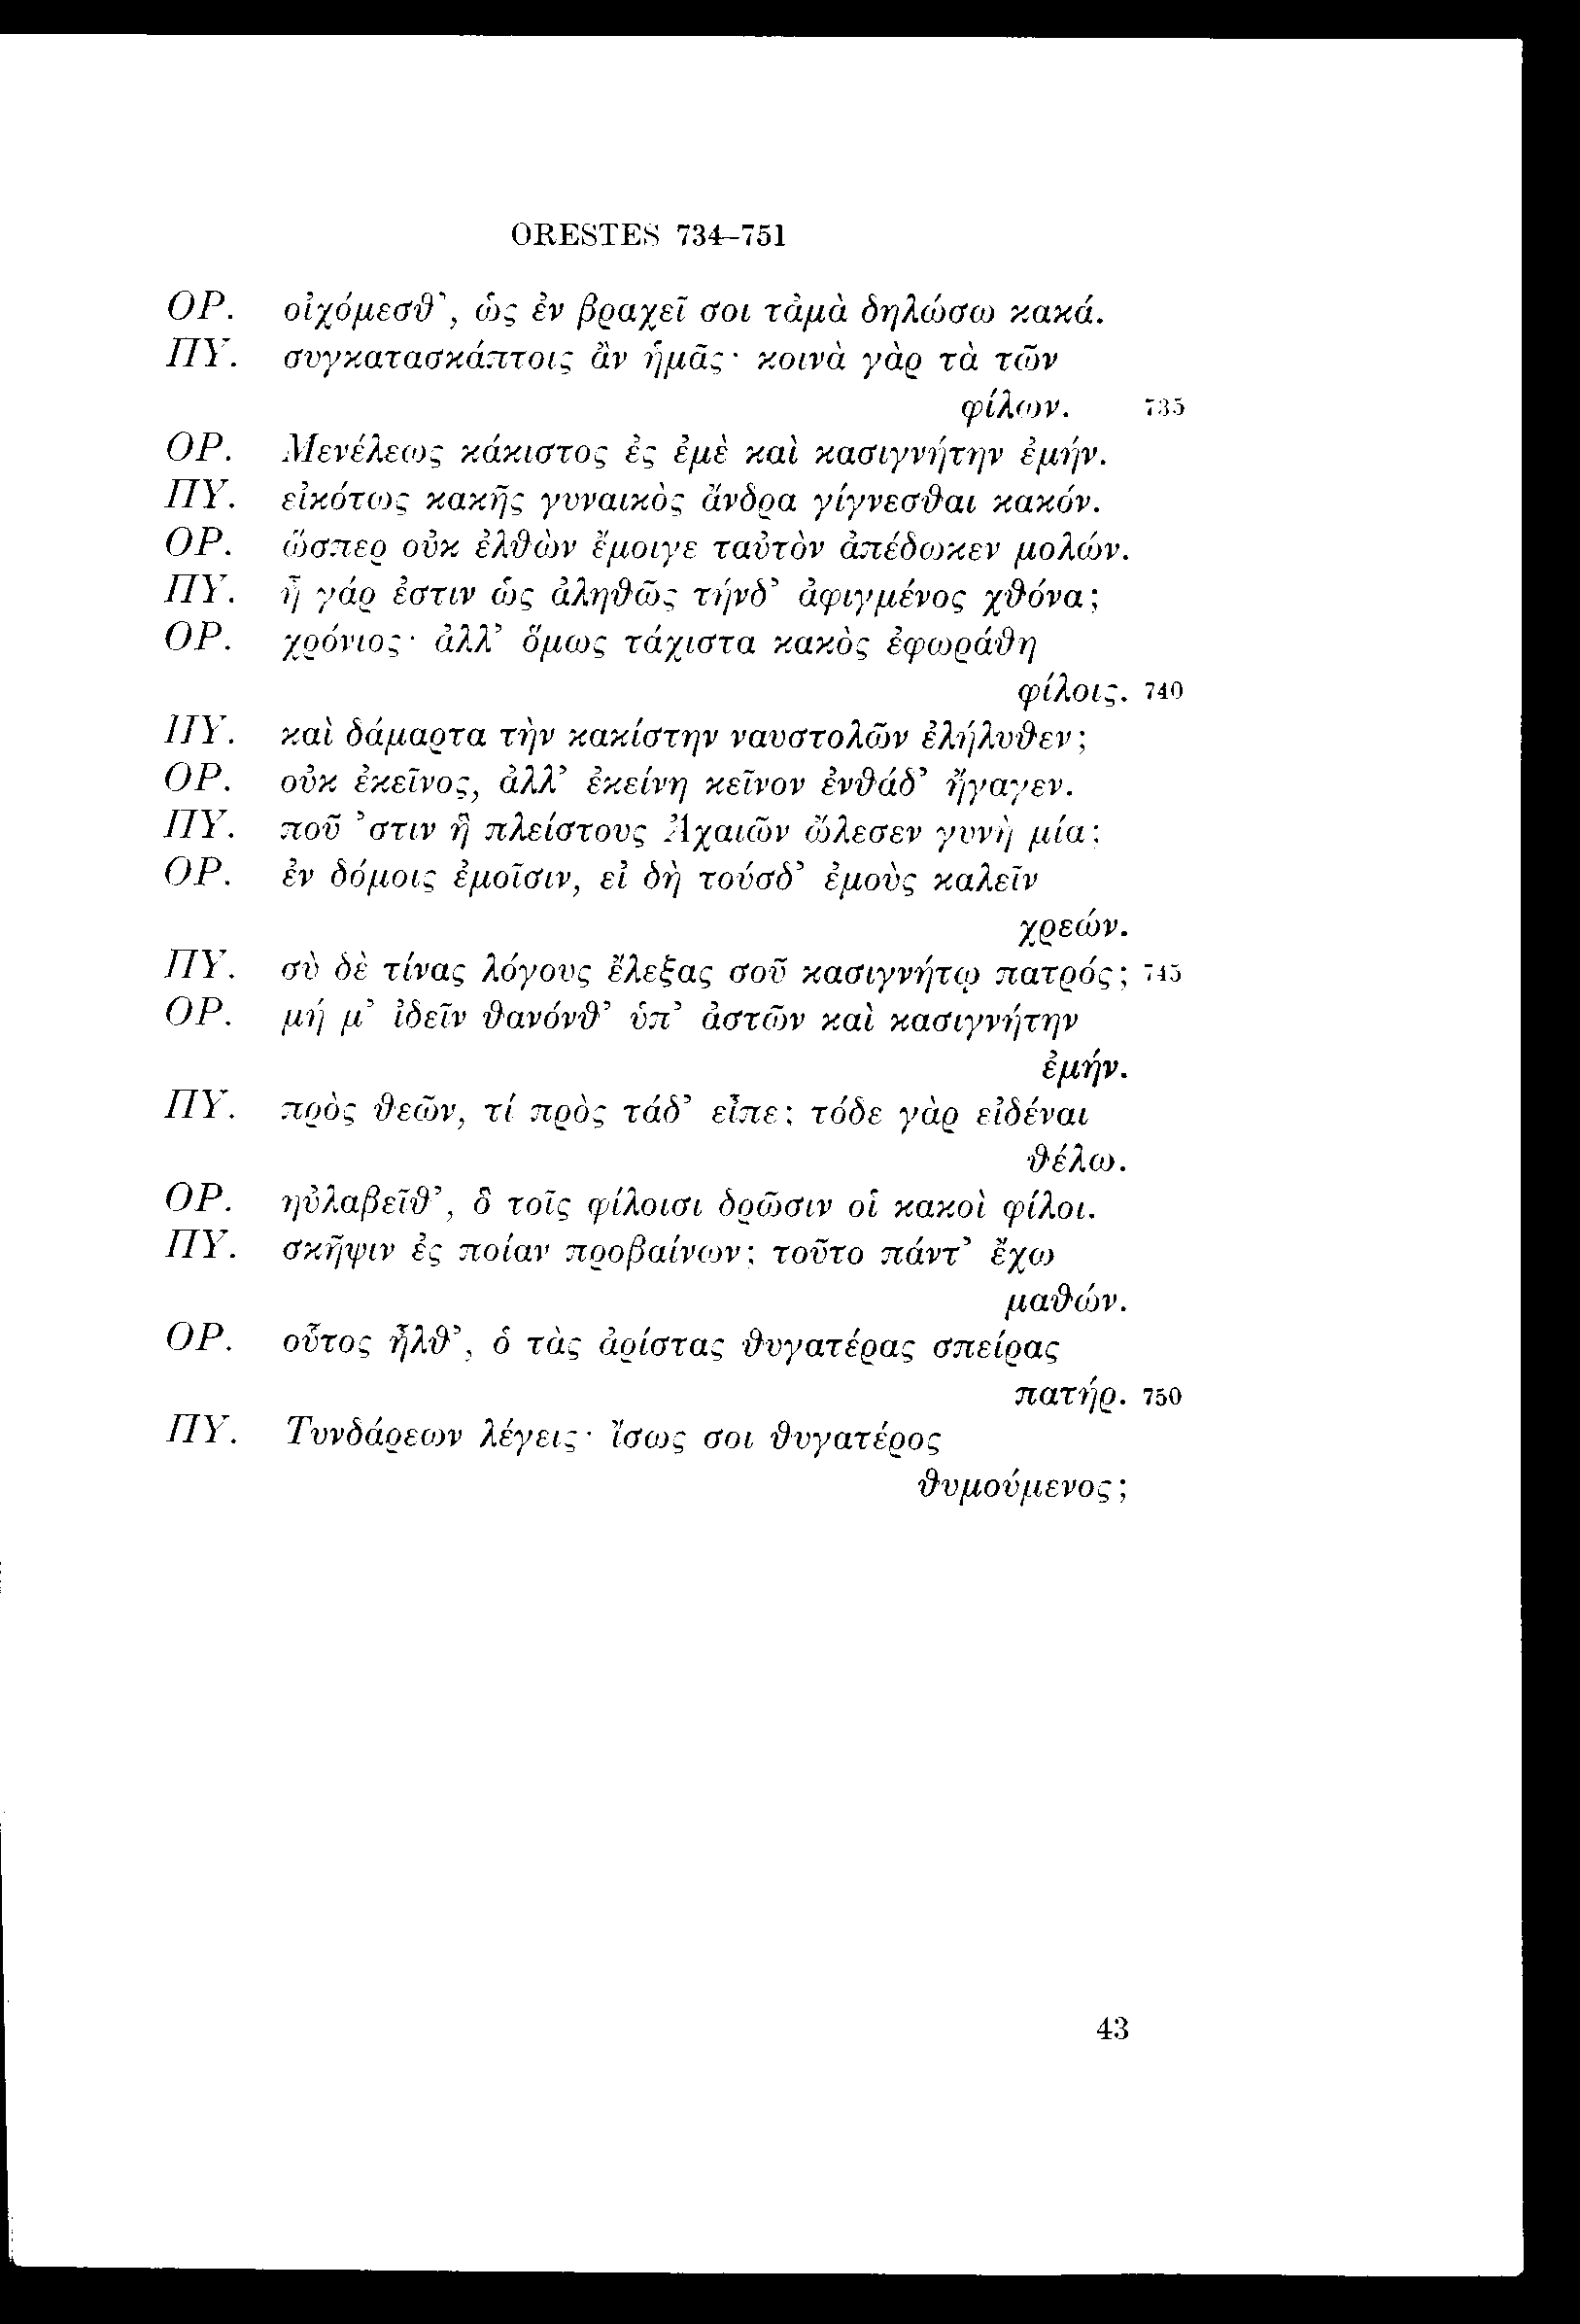 ORESTES 734–751
ΟΡ. οἰχόμεσθ', ὡς ἐν βραχεῖ σοι τἀμὰ δηλώσω κακά.
ΠΥ. συγκατασκάπτοις ἂν ἡμᾶς· κοινὰ γὰρ τὰ τῶν
φίλων. 735
ΟΡ. Μενέλεως κάκιστος ἐς ἐμὲ καὶ κασιγνήτην ἐμήν.
ΠΥ. εἰκότως κακῆς γυναικὸς ἄνδρα γίγνεσθαι κακόν.
ΟΡ. ὥσπερ οὐκ ἐλθὼν ἔμοιγε ταὐτὸν ἀπέδωκεν μολών.
ΠΥ. ἦ γάρ ἐστιν ὡς ἀληθῶς τήνδ' ἀφιγμένος χθόνα;
ΟΡ. χρόνιος· ἀλλ' ὅμως τάχιστα κακὸς ἐφωράθη
φίλοις. 740
ΠΥ. καὶ δάμαρτα τὴν κακίστην ναυστολῶν ἐλήλυθεν;
ΟΡ. οὐκ ἐκεῖνος, ἀλλ' ἐκείνη κεῖνον ἐνθάδ' ἤγαγεν.
ΠΥ. ποῦ 'στιν ἣ πλείστους Ἀχαιῶν ὤλεσεν γυνὴ μία;
ΟΡ. ἐν δόμοις ἐμοῖσιν, εἰ δὴ τούσδ' ἐμοὺς καλεῖν
χρεών.
ΠΥ. σὺ δὲ τίνας λόγους ἔλεξας σοῦ κασιγνήτῳ πατρός; 745
ΟΡ. μή μ' ἰδεῖν θανόνθ' ὑπ' ἀστῶν καὶ κασιγνήτην
ἐμήν.
ΠΥ. πρὸς θεῶν, τί πρὸς τάδ' εἶπε; τόδε γὰρ εἰδέναι
θέλω.
ΟΡ. ηὐλαβεῖθ', ὃ τοῖς φίλοισι δρῶσιν οἱ κακοὶ φίλοι.
ΠΥ. σκῆψιν ἐς ποίαν προβαίνων; τοῦτο πάντ' ἔχω
μαθών.
ΟΡ. οὗτος ἦλθ', ὁ τὰς ἀρίστας θυγατέρας σπείρας
πατήρ. 750
ΠΥ. Τυνδάρεων λέγεις· ἴσως σοι θυγατέρος
θυμούμενος;
43